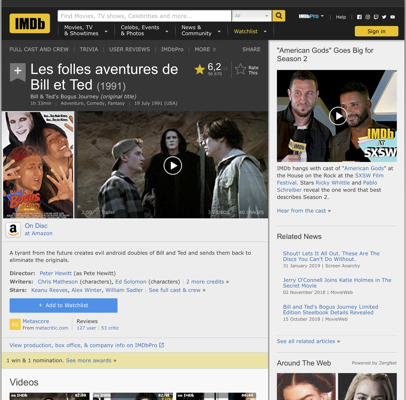 IMDb
Find Movies, TV shows, Celebrities and more...
All
Movies, TV
& Showtimes
Celebs, Events
& Photos
News &
Community
Watchlist
IMDbPro
Help
Sign in
FULL CAST AND CREW | TRIVIA | USER REVIEWS | IMDbPro | MORE
SHARE
Les folles aventures de
Bill et Ted (1991)
Bill & Ted's Bogus Journey (original title)
1h 33min | Adventure, Comedy, Fantasy | 19 July 1991 (USA)
6,2
Rate
This
On Disc
at Amazon
A tyrant from the future creates evil android doubles of Bill and Ted and sends them back to
eliminate the originals.
Director: Peter Hewitt (as Pete Hewitt)
Writers: Chris Matheson (characters), Ed Solomon (characters) | 2 more credits »
Stars: Keanu Reeves, Alex Winter, William Sadler | See full cast & crew »
+ Add to Watchlist
Metascore
From metacritic.com
Reviews
127 user | 53 critic
View production, box office, & company info on IMDbPro
1 win & 1 nomination. See more awards »
Videos
"American Gods" Goes Big for
Season 2
IMDb
at
SXSW
IMDb hangs with cast of "American Gods" at
the House on the Rock at the SXSW Film
Festival. Stars Ricky Whittle and Pablo
Schreiber reveal the one word that best
describes Season 2.
Hear from the cast »
Related News
Shout! Lets It All Out, These Are the
Discs You Can't Do Without.
31 January 2019 | Screen Anarchy
Jerry O'Connell Joins Katie Holmes in The
Secret Movie
02 November 2018 | MovieWeb
Bill and Ted's Bogus Journey Limited
Edition Steelbook Details Revealed
15 October 2018 | MovieWeb
See all related articles »
Around The Web
Powered by ZergNet